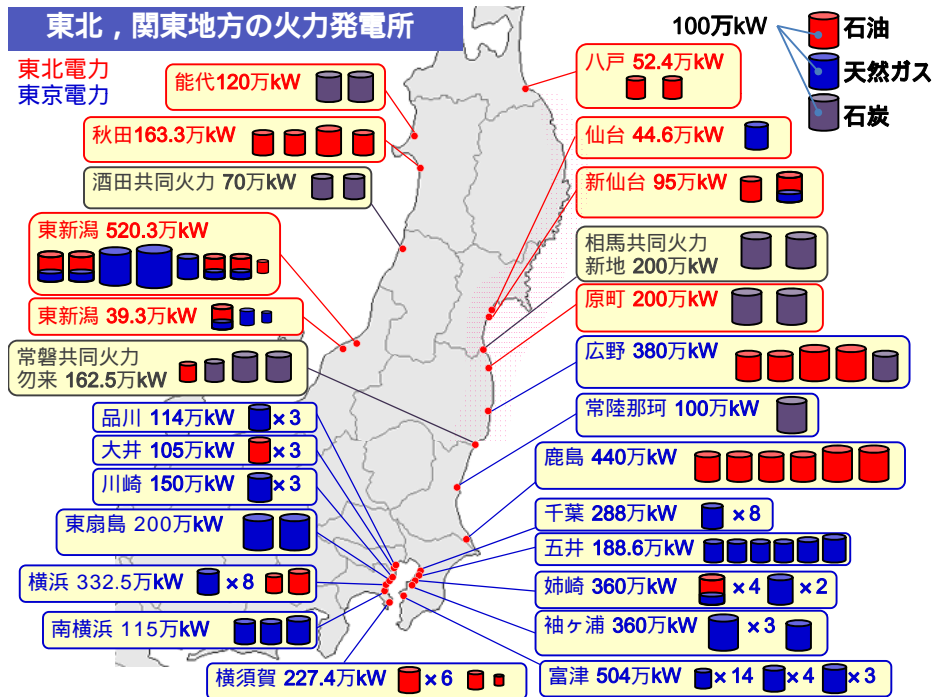 東北，関東地方の火力発電所
東北電力
東京電力
100万kW
石油
天然ガス
石炭
能代120万kW
秋田163.3万kW
酒田共同火力 70万kW
東新潟 520.3万kW
東新潟 39.3万kW
常磐共同火力
勿来 162.5万kW
品川 114万kW ×3
大井 105万kW ×3
川崎 150万kW ×3
東扇島 200万kW
横浜 332.5万kW ×8
南横浜 115万kW
横須賀 227.4万kW ×6
八戸 52.4万kW
仙台 44.6万kW
新仙台 95万kW
相馬共同火力
新地 200万kW
原町 200万kW
広野 380万kW
常陸那珂 100万kW
鹿島 440万kW
千葉 288万kW ×8
五井 188.6万kW
姉崎 360万kW ×4 ×2
袖ヶ浦 360万kW ×3
富津 504万kW ×14 ×4 ×3